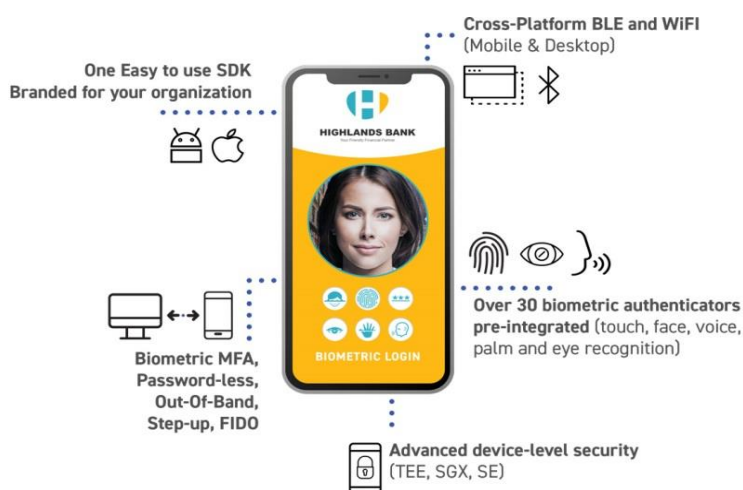 Cross-Platform BLE and WiFI
(Mobile & Desktop)
One Easy to use SDK
Branded for your organization
HIGHLANDS BANK
Your Friendly Financial Partner
***
BIOMETRIC LOGIN
Over 30 biometric authenticators
pre-integrated (touch, face, voice,
palm and eye recognition)
Biometric MFA,
Password-less,
Out-Of-Band,
Step-up, FIDO
Advanced device-level security
(TEE, SGX, SE)